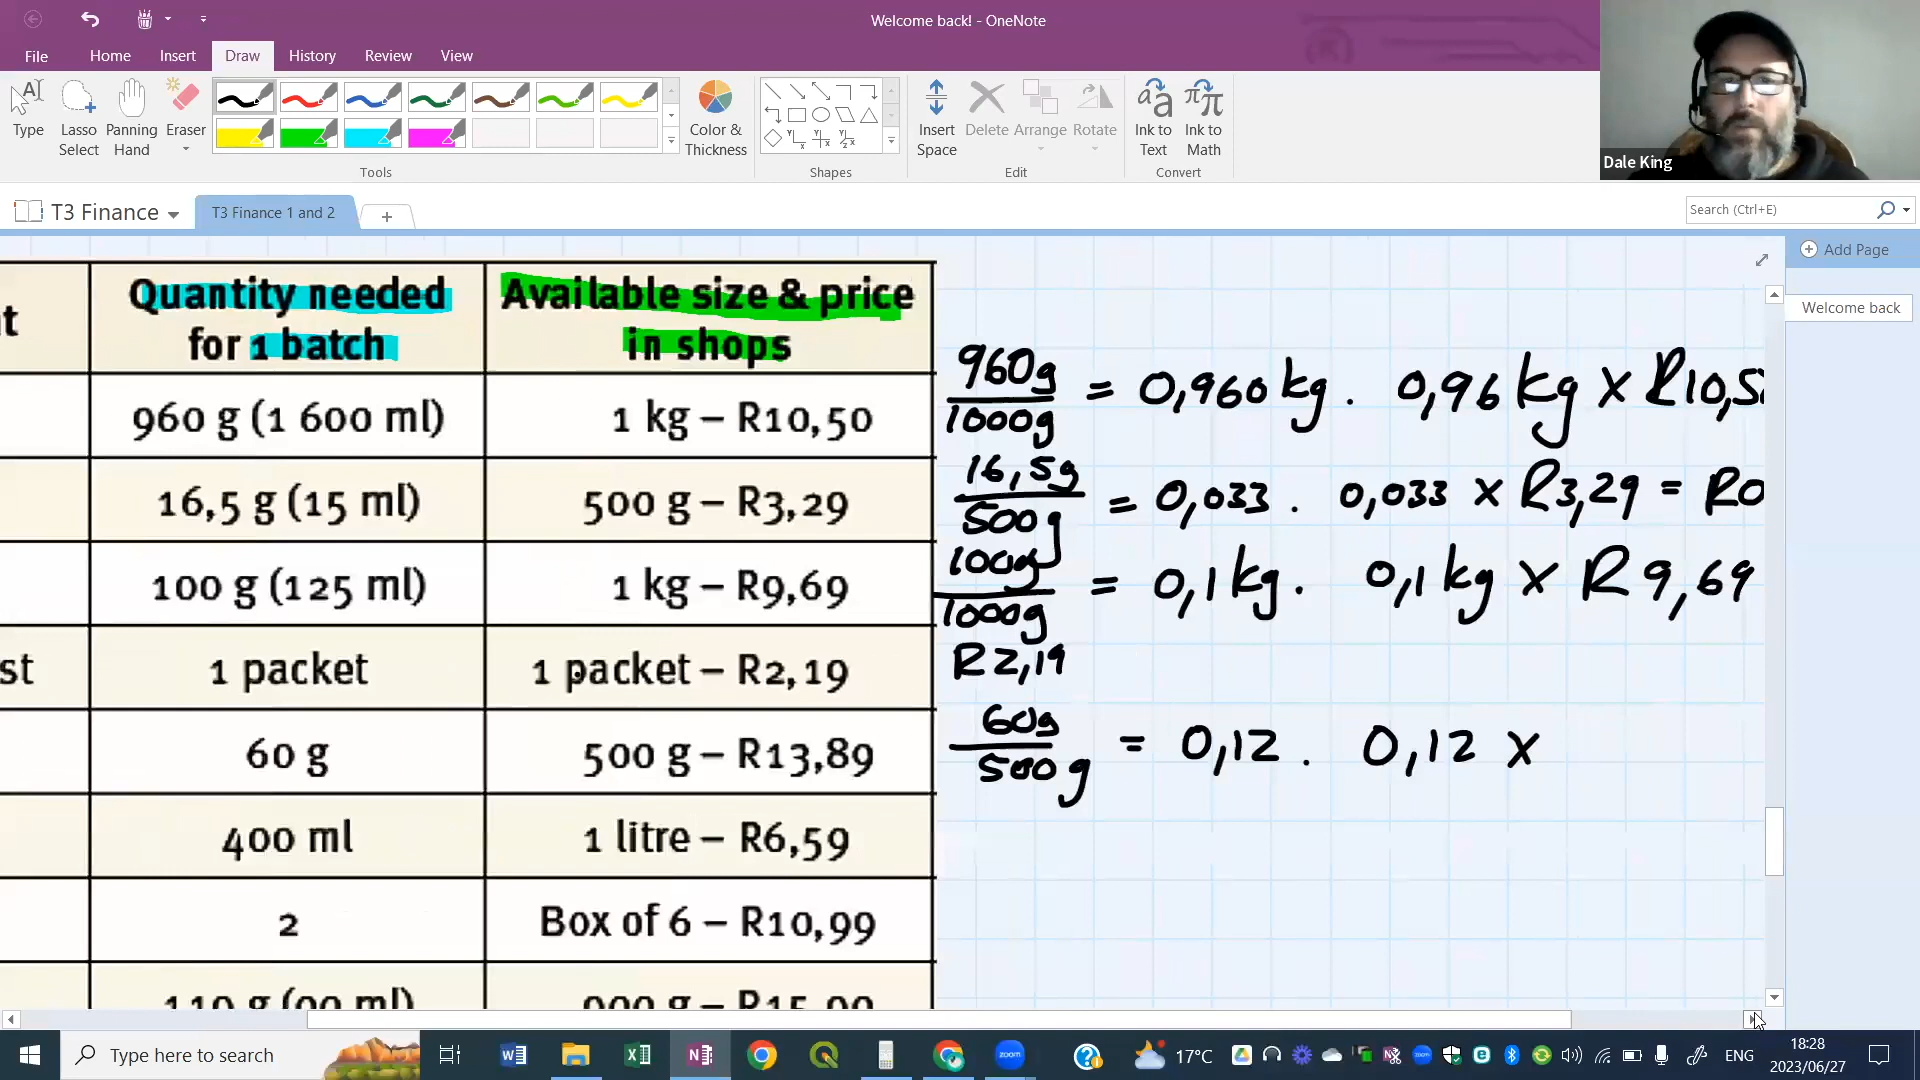 Welcome back! - OneNote
File Home Insert Draw History Review View
Type Lasso Select Panning Hand Eraser Color & Thickness Insert Space Delete Arrange Rotate Ink to Text Ink to Math
Tools Shapes Edit Convert
Dale King
T3 Finance T3 Finance 1 and 2
Search (Ctrl+E)
Add Page
Welcome back
t Quantity needed for 1 batch Available size & price in shops
960 g (1 600 ml) 1 kg – R10,50
960g/1000g = 0,960 kg. 0,96 kg x R10,5
16,5 g (15 ml) 500 g – R3,29
16,5g/500g = 0,033. 0,033 x R3,29 = R0
100 g (125 ml) 1 kg – R9,69
100g/1000g = 0,1 kg. 0,1 kg x R 9,69
st 1 packet 1 packet – R2,19
R2,19
60 g 500 g – R13,89
60g/500g = 0,12. 0,12 x
400 ml 1 litre – R6,59
2 Box of 6 – R10,99
Type here to search
17°C
ENG
18:28
2023/06/27